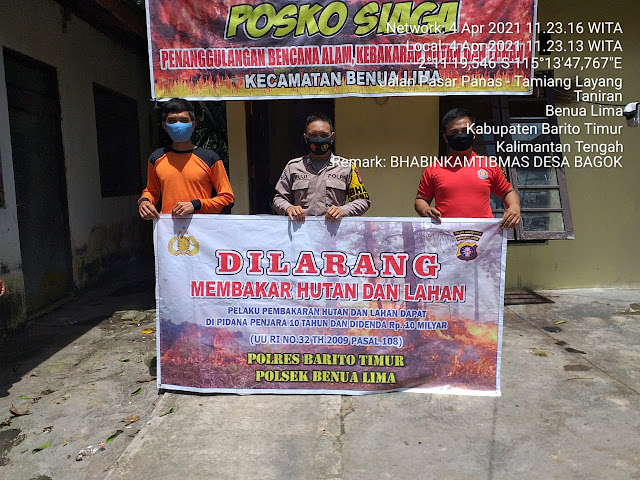 POSKO SIAGA
PENANGGULANGAN BENCANA ALAM, KEBAKARAN
KECAMATAN BENUA LIMA
Network: 4 Apr 2021 11.23.16 WITA
Local: 4 Apr 2021 11.23.13 WITA
2°11'19,546"S 115°13'47,767"E
Jalan Pasar Panas - Tamiang Layang
Taniran
Benua Lima
Kabupaten Barito Timur
Kalimantan Tengah
Remark: BHABINKAMTIBMAS DESA BAGOK
DILARANG
MEMBAKAR HUTAN DAN LAHAN
PELAKU PEMBAKARAN HUTAN DAN LAHAN DAPAT
DI PIDANA PENJARA 10 TAHUN DAN DIDENDA Rp. 10 MILYAR
(UU RI NO.32 TH.2009 PASAL 108)
POLRES BARITO TIMUR
POLSEK BENUA LIMA